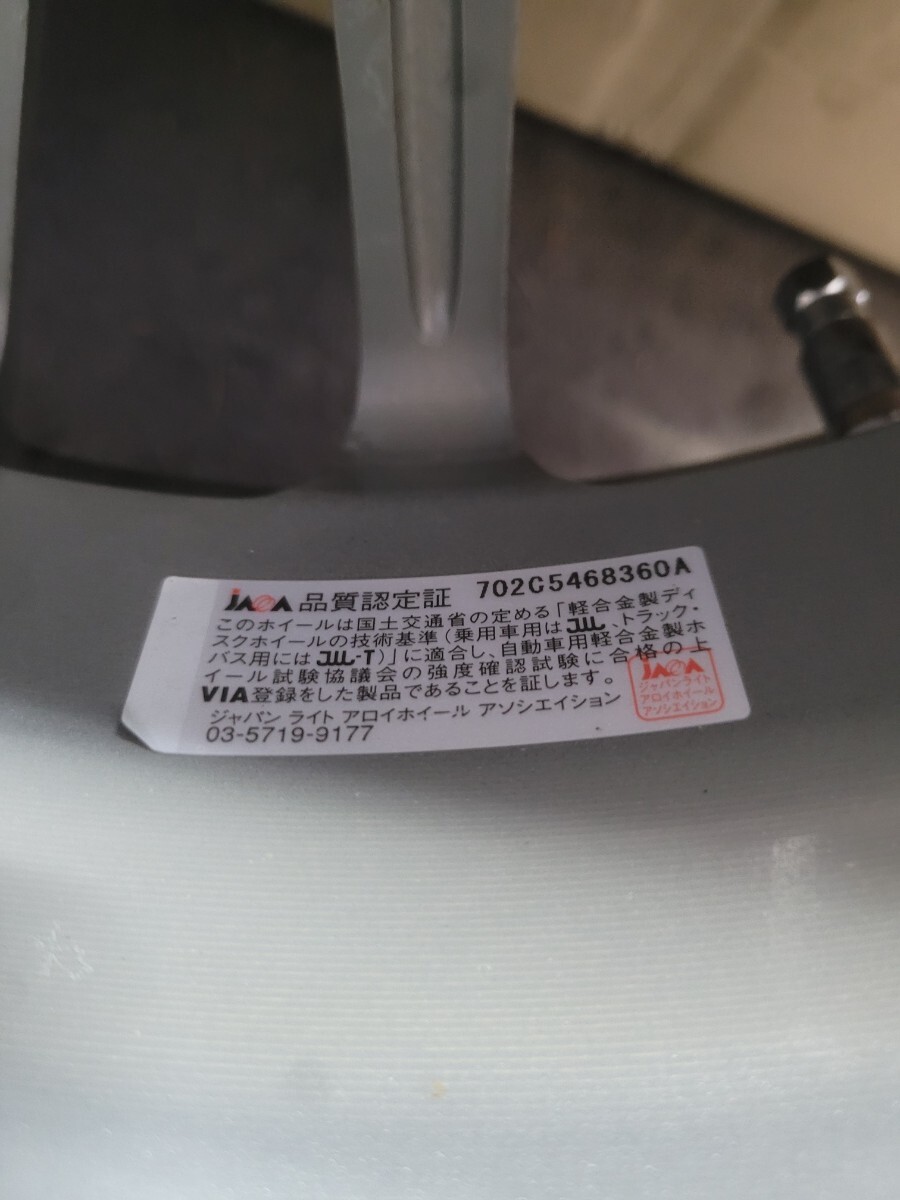 JAWA 品質認定証 702C5468360A
このホイールは国土交通省の定める「軽合金製ディ
スクホイールの技術基準(乗用車用はJWL、トラック・
バス用にはJWL-T)」に適合し、自動車用軽合金製ホ
イール試験協議会の強度確認試験に合格の上
VIA登録をした製品であることを証します。
ジャパン ライト アロイホイール アソシエイション
03-5719-9177
JAWA
ジャパンライト
アロイホイール
アソシエイション